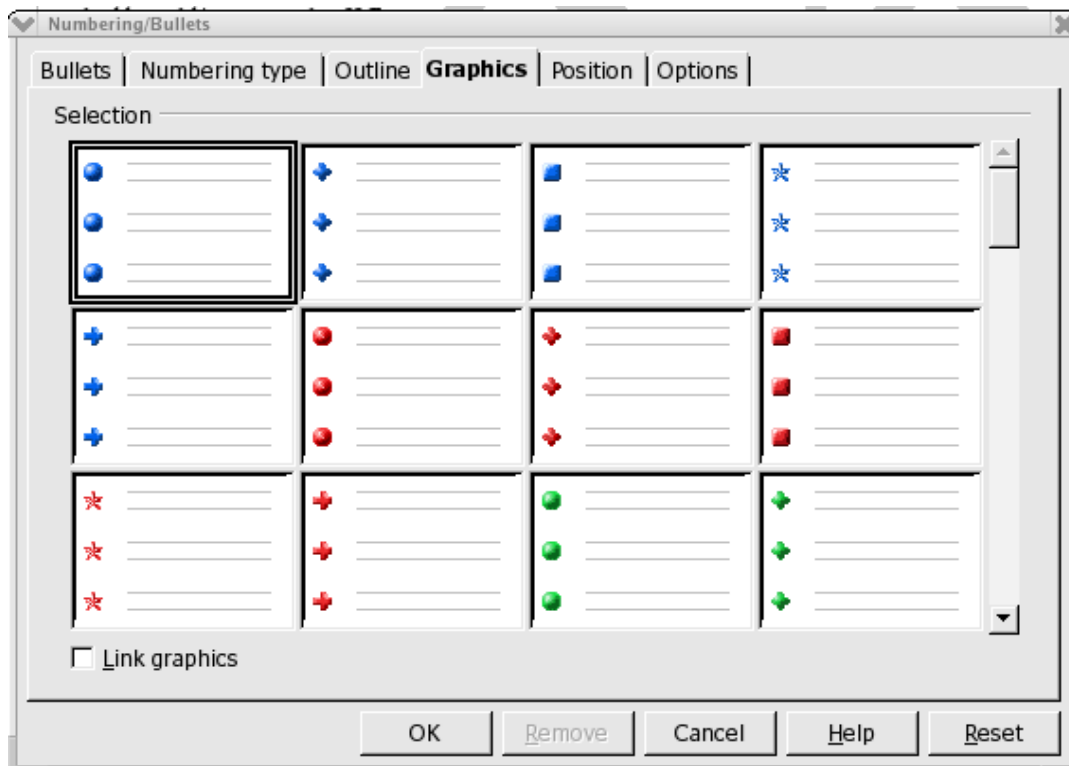 Numbering/Bullets
Bullets Numbering type Outline Graphics Position Options
Selection
Link graphics
OK Remove Cancel Help Reset